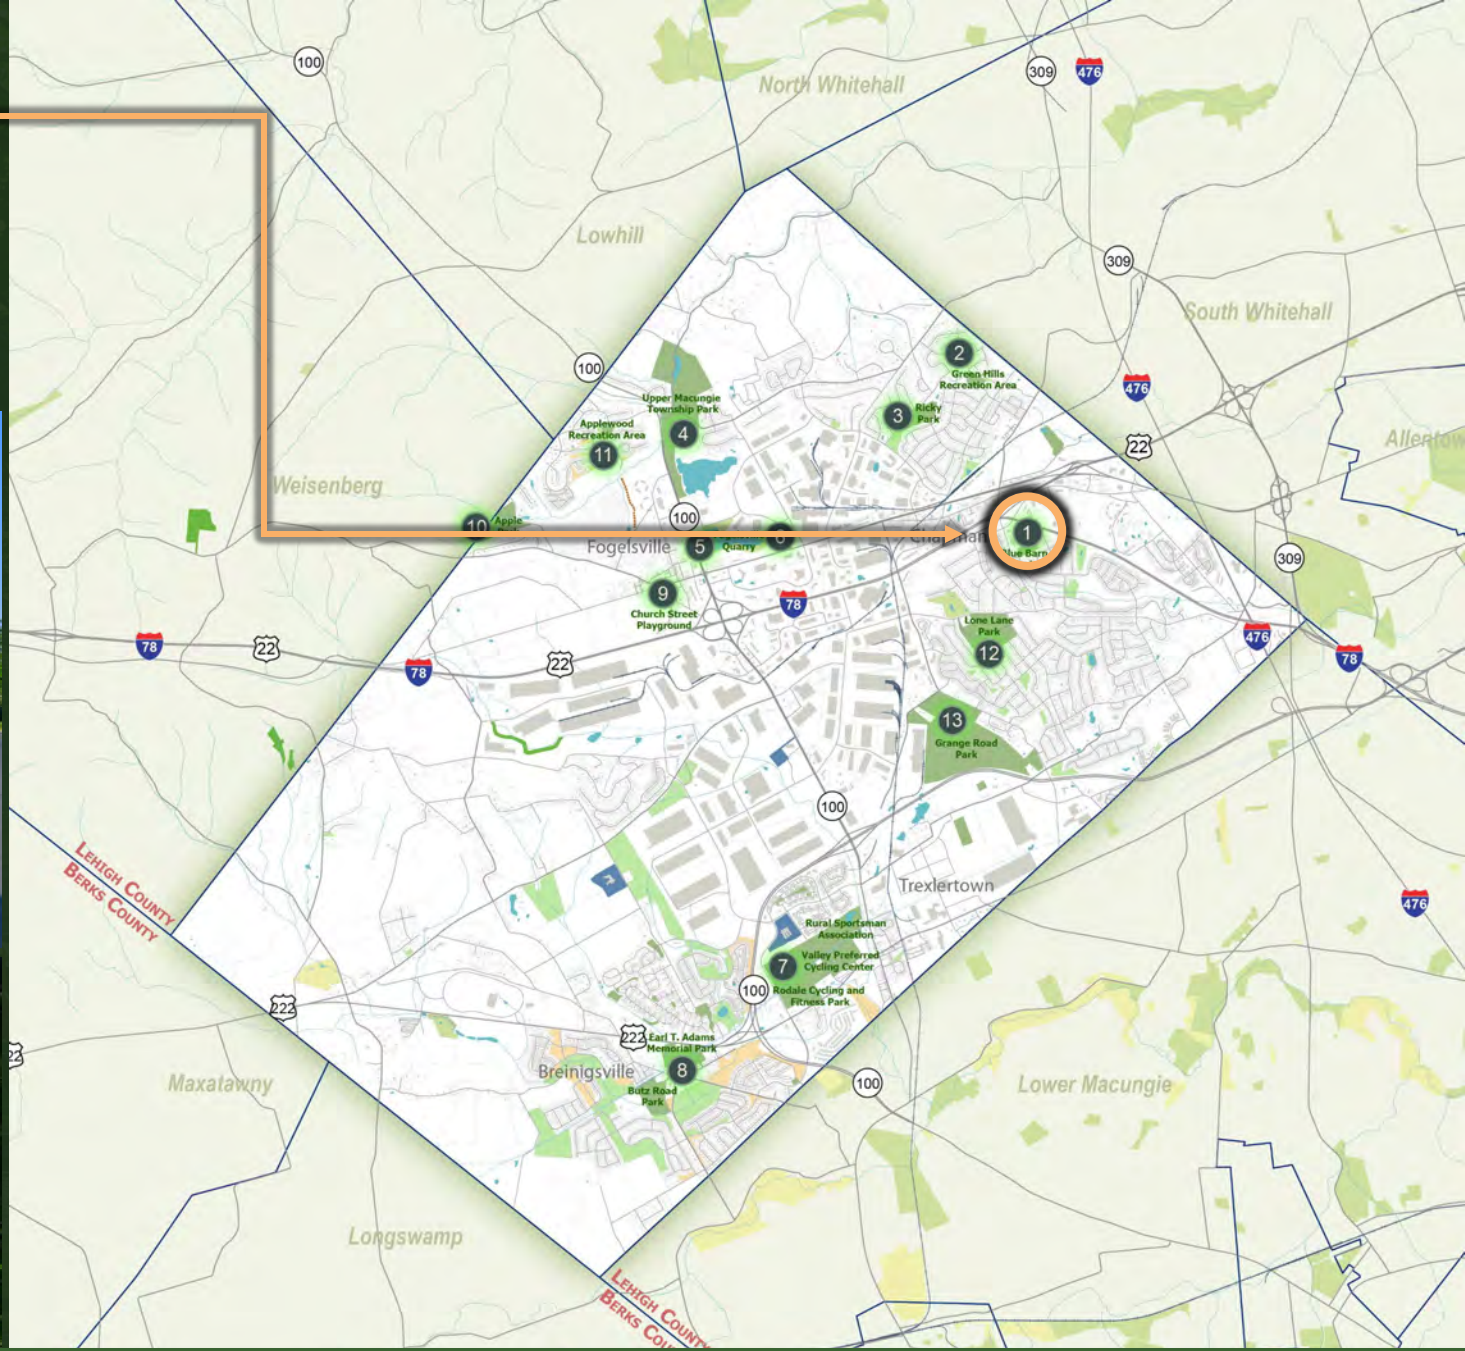 100
309
476
North Whitehall
Lowhill
309
South Whitehall
100
2
Green Hills
Recreation Area
476
Upper Macungie
Township Park
4
3
Ricky
Park
Applewood
Recreation Area
11
22
Weisenberg
100
10
Apple
Fogelsville
5
Quarry
6
1
Blue Barn
309
9
Church Street
Playground
78
Lone Lane
Park
12
78
22
78
22
476
78
13
Grange Road
Park
100
LEHIGH COUNTY
BERKS COUNTY
Trexlertown
476
Rural Sportsman
Association
7
Valley Preferred
Cycling Center
100
Rodale Cycling and
Fitness Park
222
222
Earl T. Adams
Memorial Park
Breinigsville
8
Butz Road
Park
100
Maxatawny
Lower Macungie
Longswamp
LEHIGH COUNTY